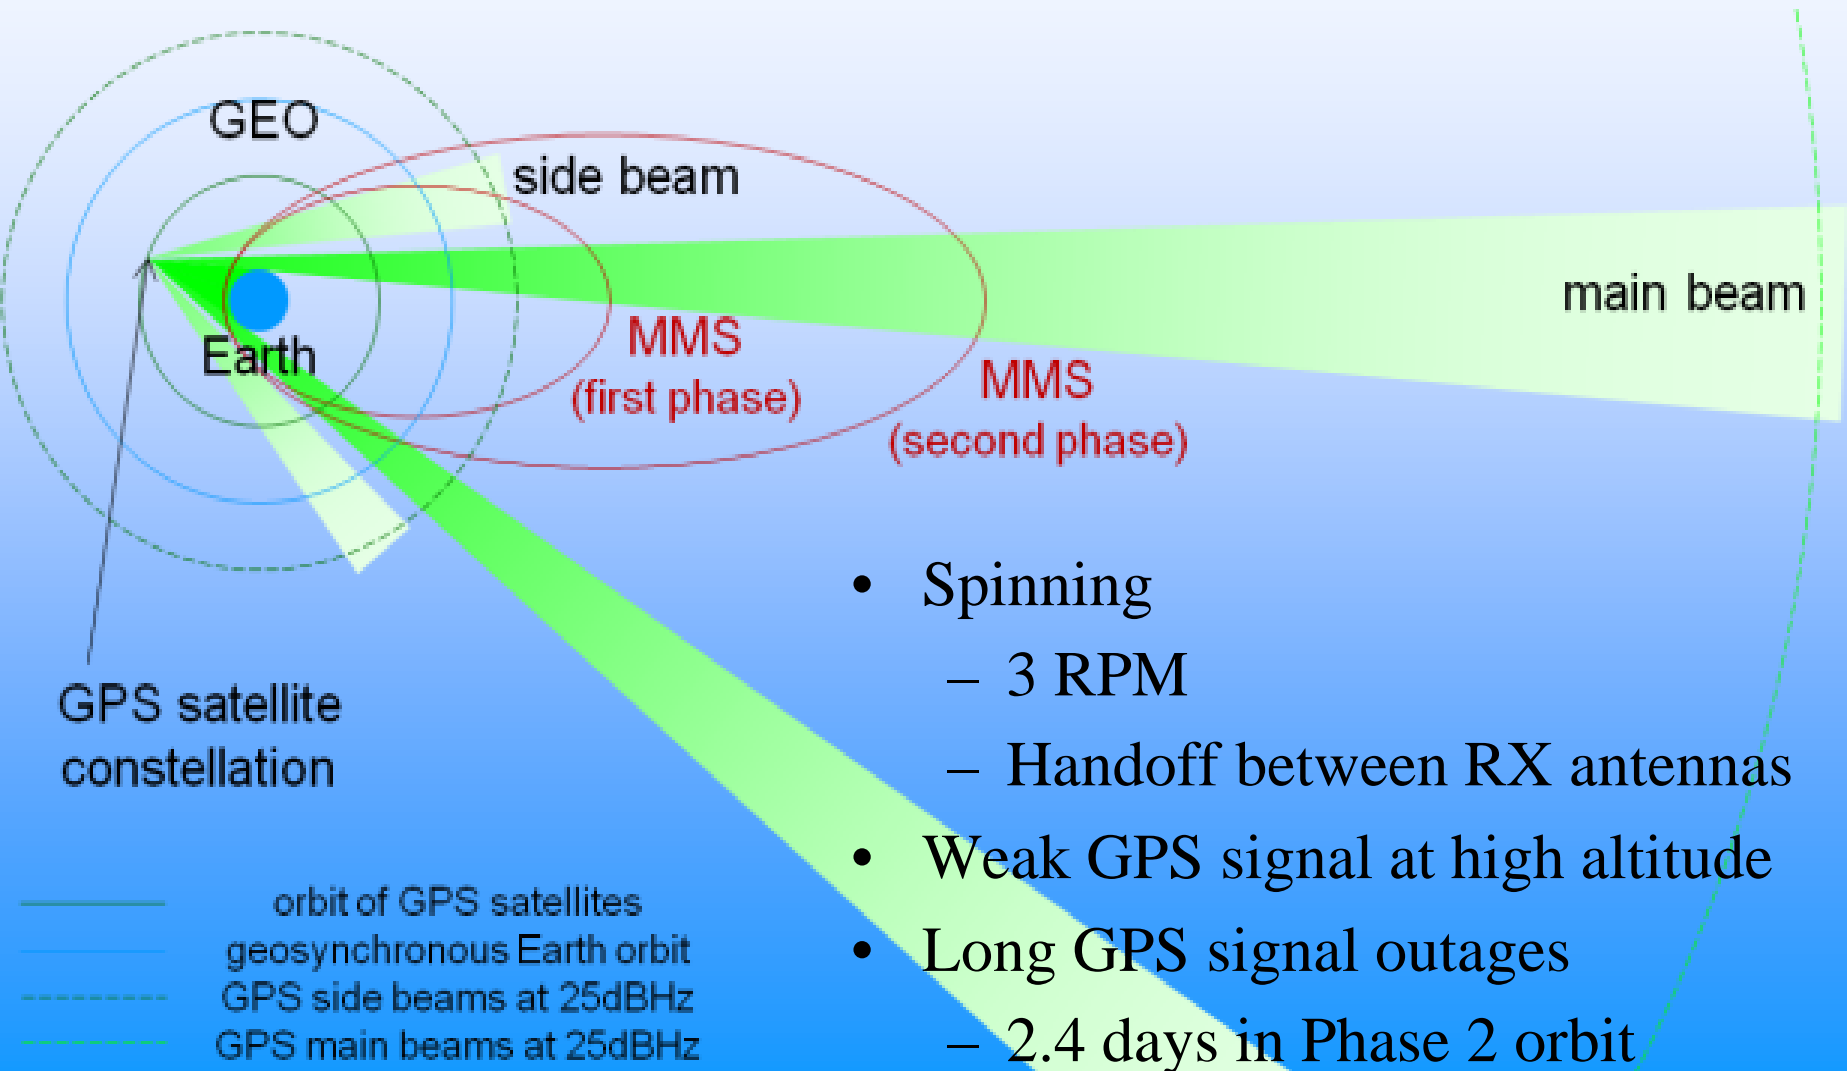 GEO
side beam
main beam
Earth
MMS
(first phase)
MMS
(second phase)
GPS satellite
constellation
orbit of GPS satellites
geosynchronous Earth orbit
GPS side beams at 25dBHz
GPS main beams at 25dBHz
• Spinning
– 3 RPM
– Handoff between RX antennas
• Weak GPS signal at high altitude
• Long GPS signal outages
– 2.4 days in Phase 2 orbit